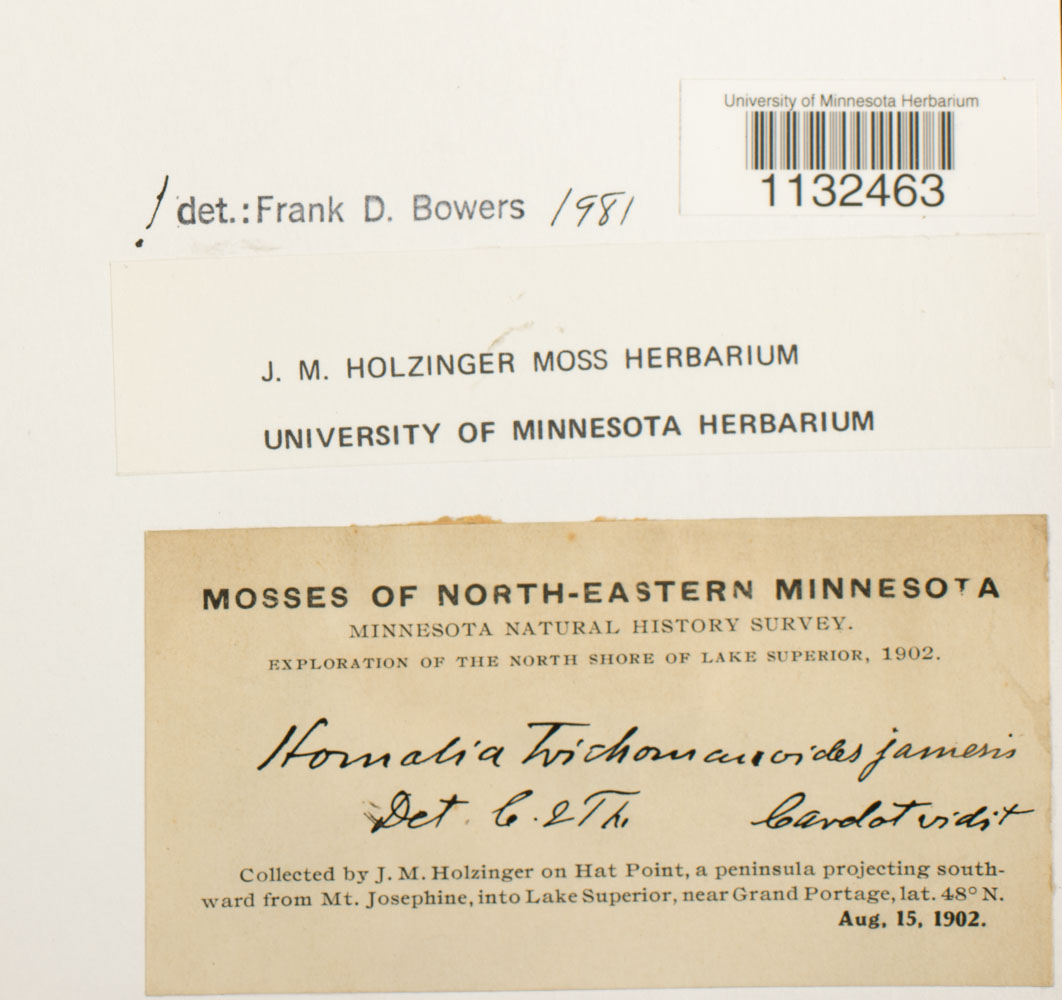 University of Minnesota Herbarium
1132463
! det.: Frank D. Bowers 1981
J. M. HOLZINGER MOSS HERBARIUM
UNIVERSITY OF MINNESOTA HERBARIUM
MOSSES OF NORTH-EASTERN MINNESOTA
MINNESOTA NATURAL HISTORY SURVEY.
EXPLORATION OF THE NORTH SHORE OF LAKE SUPERIOR, 1902.
Homalia Trichomanoides jamesii
Det. C. & Th. Cardot vidit
Collected by J. M. Holzinger on Hat Point, a peninsula projecting south-
ward from Mt. Josephine, into Lake Superior, near Grand Portage, lat. 48° N.
Aug, 15, 1902.